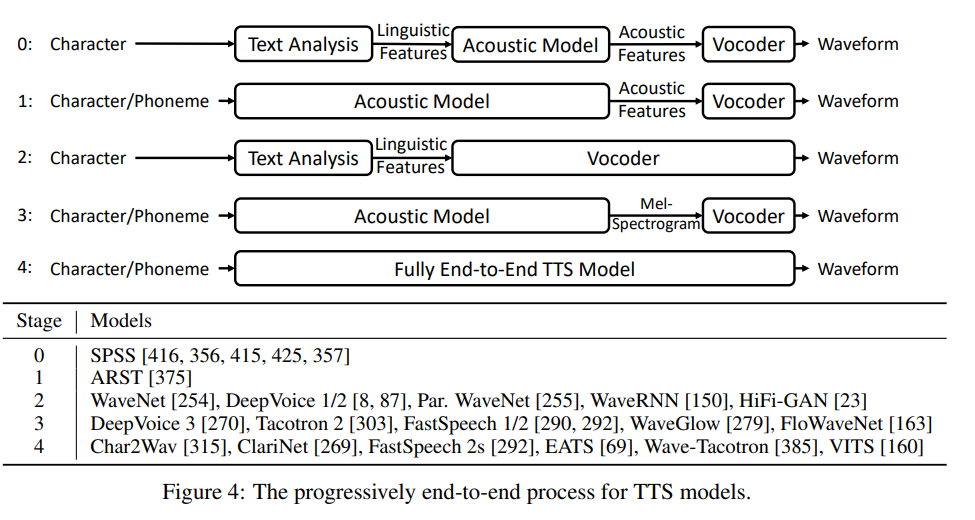 0: Character Text Analysis Linguistic Features Acoustic Model Acoustic Features Vocoder Waveform
1: Character/Phoneme Acoustic Model Acoustic Features Vocoder Waveform
2: Character Text Analysis Linguistic Features Vocoder Waveform
3: Character/Phoneme Acoustic Model Mel-Spectrogram Vocoder Waveform
4: Character/Phoneme Fully End-to-End TTS Model Waveform
Stage Models
0 SPSS [416, 356, 415, 425, 357]
1 ARST [375]
2 WaveNet [254], DeepVoice 1/2 [8, 87], Par. WaveNet [255], WaveRNN [150], HiFi-GAN [23]
3 DeepVoice 3 [270], Tacotron 2 [303], FastSpeech 1/2 [290, 292], WaveGlow [279], FloWaveNet [163]
4 Char2Wav [315], ClariNet [269], FastSpeech 2s [292], EATS [69], Wave-Tacotron [385], VITS [160]
Figure 4: The progressively end-to-end process for TTS models.